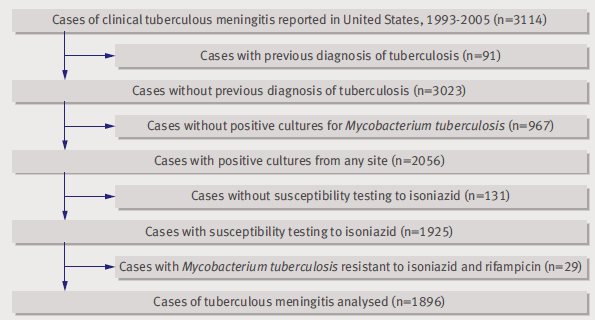 Cases of clinical tuberculous meningitis reported in United States, 1993-2005 (n=3114)
Cases with previous diagnosis of tuberculosis (n=91)
Cases without previous diagnosis of tuberculosis (n=3023)
Cases without positive cultures for Mycobacterium tuberculosis (n=967)
Cases with positive cultures from any site (n=2056)
Cases without susceptibility testing to isoniazid (n=131)
Cases with susceptibility testing to isoniazid (n=1925)
Cases with Mycobacterium tuberculosis resistant to isoniazid and rifampicin (n=29)
Cases of tuberculous meningitis analysed (n=1896)